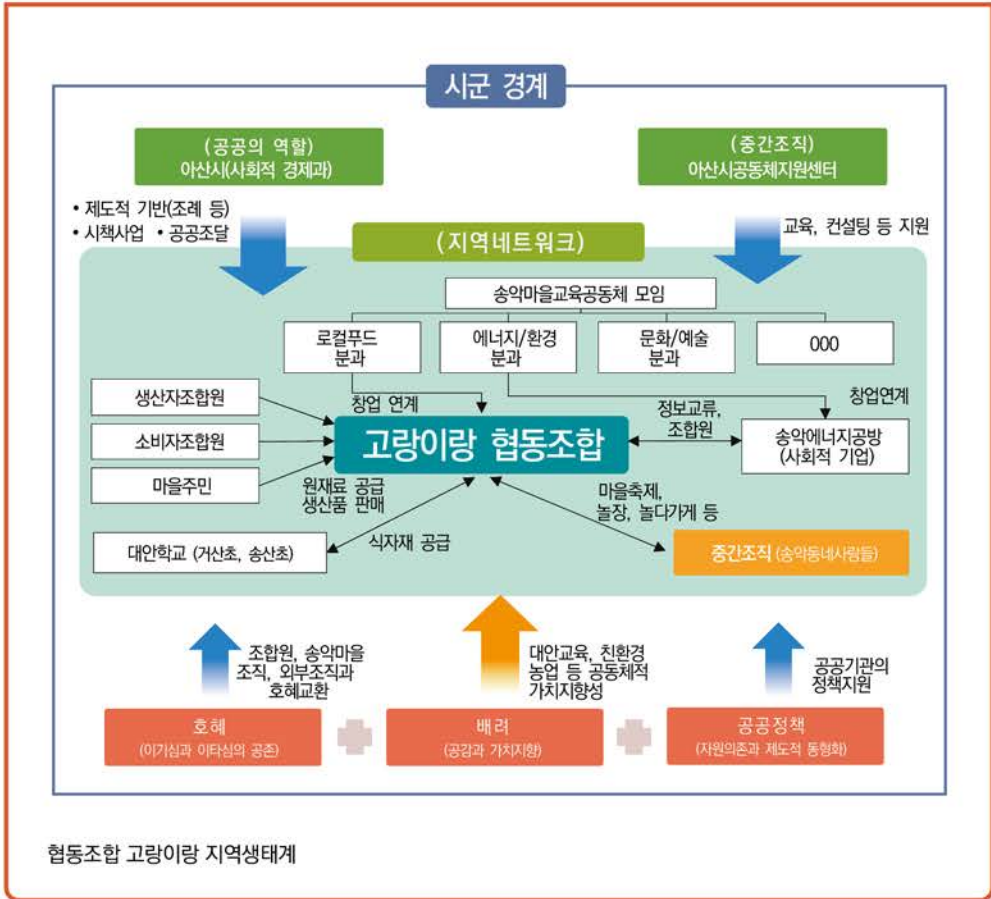 시군 경계
(공공의 역할)
아산시(사회적 경제과)
(중간조직)
아산시공동체지원센터
• 제도적 기반(조례 등)
• 시책사업 • 공공조달
교육, 컨설팅 등 지원
(지역네트워크)
송악마을교육공동체 모임
로컬푸드
분과
에너지/환경
분과
문화/예술
분과
000
생산자조합원
소비자조합원
마을주민
창업 연계
정보교류,
조합원
창업연계
고랑이랑 협동조합
송악에너지공방
(사회적 기업)
원재료 공급
생산품 판매
마을축제,
놀장, 놀다가게 등
대안학교 (거산초, 송산초)
식자재 공급
중간조직 (송악동네사람들)
조합원, 송악마을
조직, 외부조직과
호혜교환
대안교육, 친환경
농업 등 공동체적
가치지향성
공공기관의
정책지원
호혜
(이기심과 이타심의 공존)
배려
(공감과 가치지향)
공공정책
(자원의존과 제도적 동형화)
협동조합 고랑이랑 지역생태계